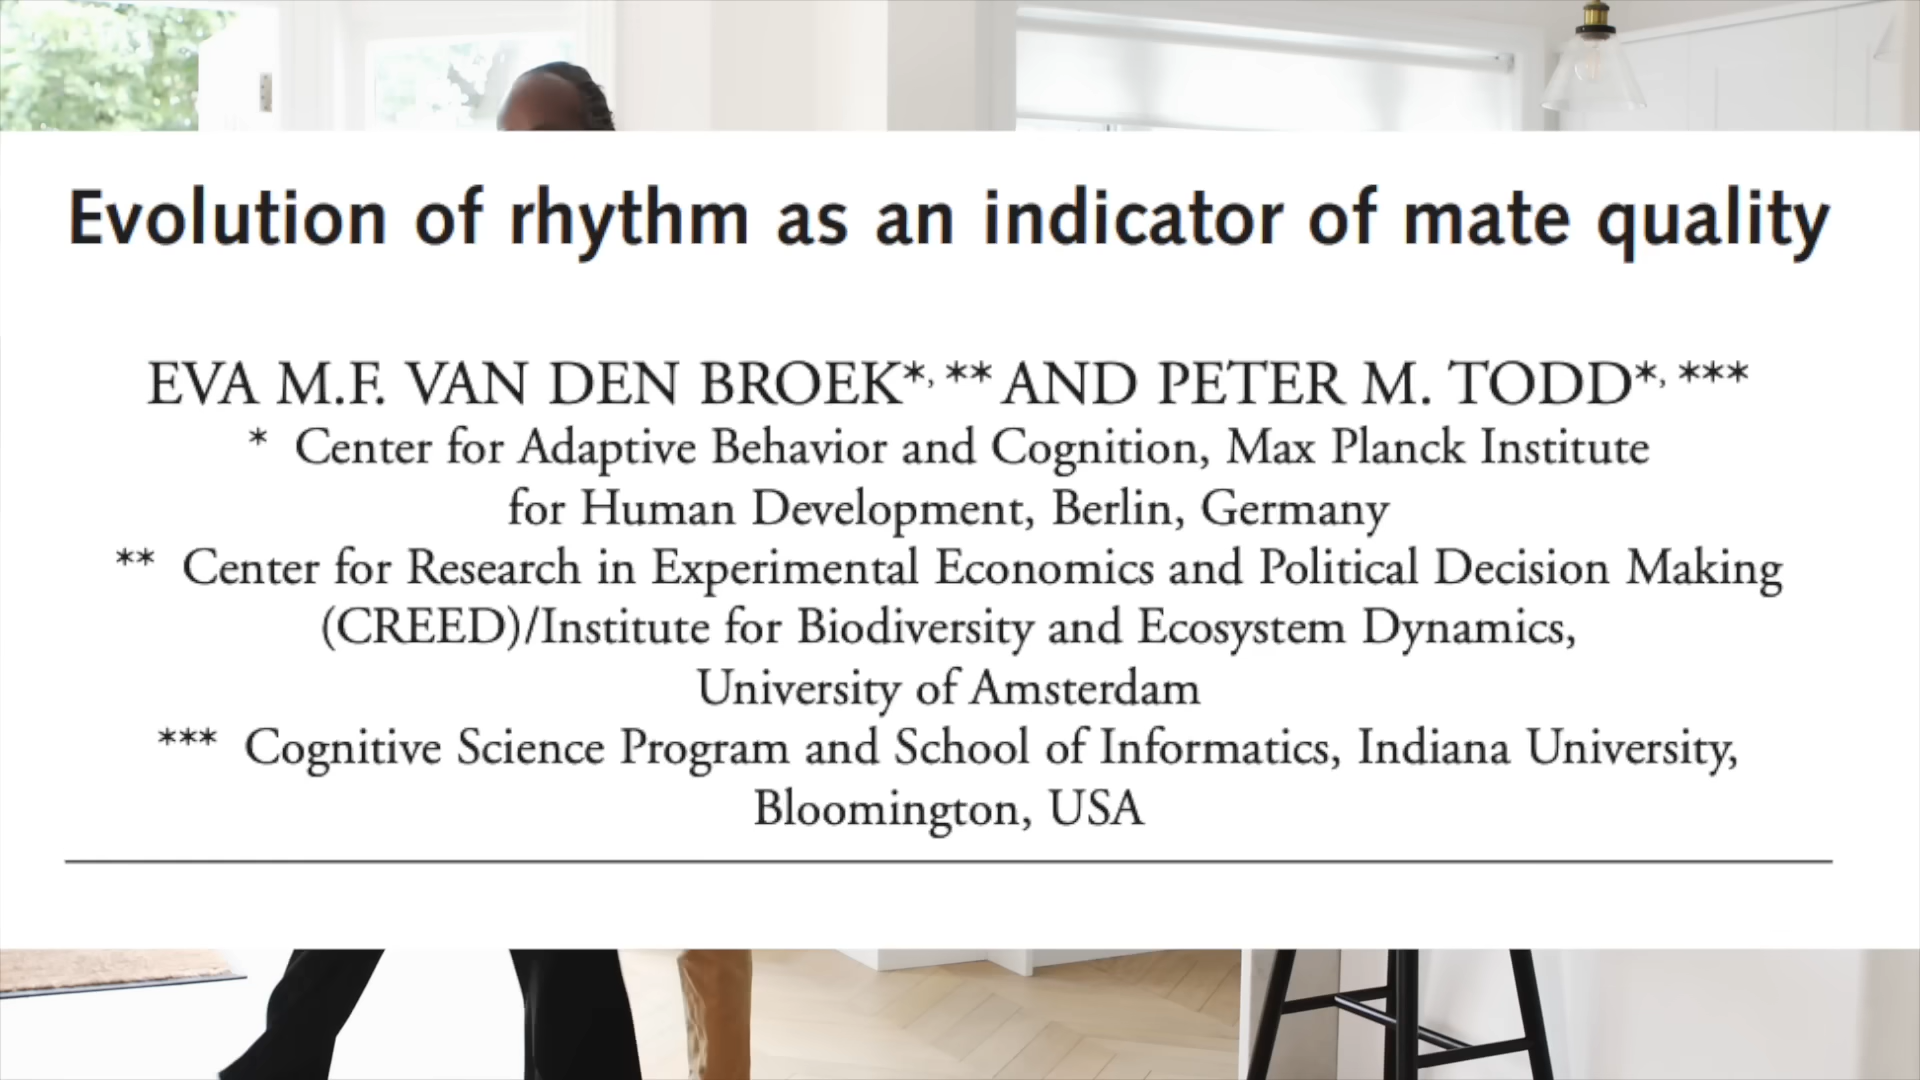 Evolution of rhythm as an indicator of mate quality
EVA M.F. VAN DEN BROEK*, ** AND PETER M. TODD*, ***
* Center for Adaptive Behavior and Cognition, Max Planck Institute
for Human Development, Berlin, Germany
** Center for Research in Experimental Economics and Political Decision Making
(CREED)/Institute for Biodiversity and Ecosystem Dynamics,
University of Amsterdam
*** Cognitive Science Program and School of Informatics, Indiana University,
Bloomington, USA